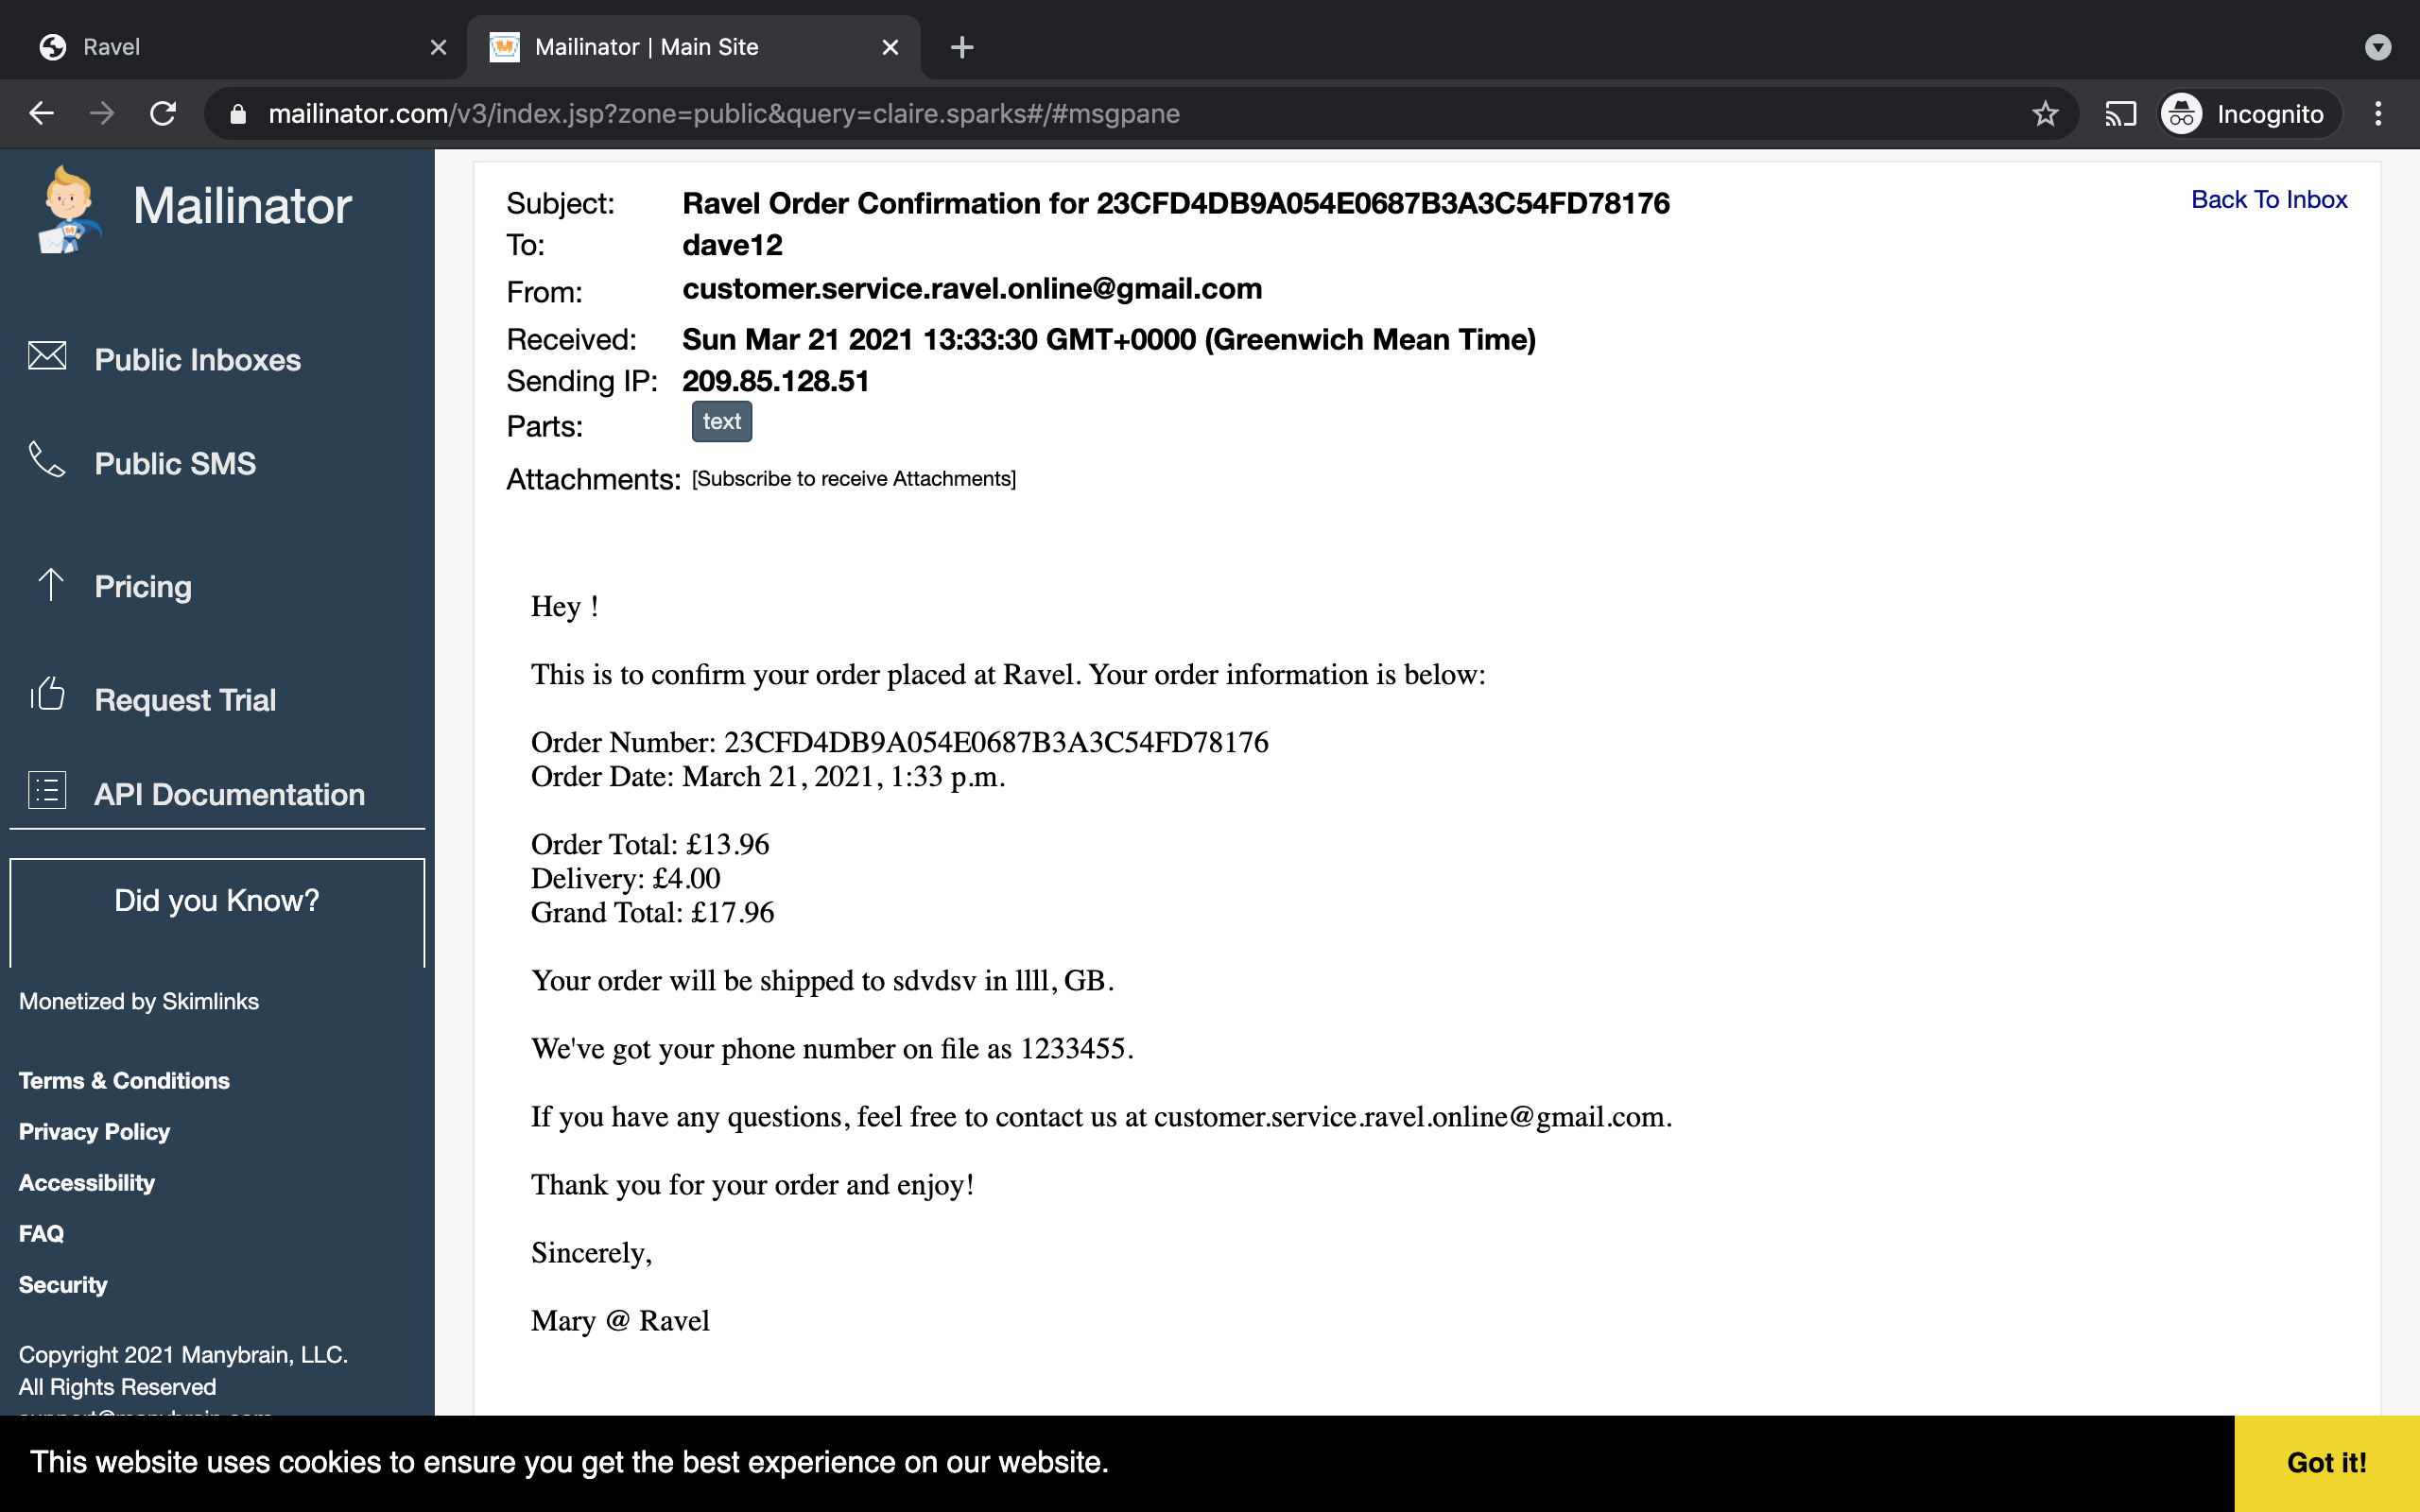 Ravel
Mailinator | Main Site
mailinator.com/v3/index.jsp?zone=public&query=claire.sparks#/#msgpane
Incognito
Mailinator
Public Inboxes
Public SMS
Pricing
Request Trial
API Documentation
Did you Know?
Monetized by Skimlinks
Terms & Conditions
Privacy Policy
Accessibility
FAQ
Security
Copyright 2021 Manybrain, LLC.
All Rights Reserved
Subject: Ravel Order Confirmation for 23CFD4DB9A054E0687B3A3C54FD78176
Back To Inbox
To: dave12
From: customer.service.ravel.online@gmail.com
Received: Sun Mar 21 2021 13:33:30 GMT+0000 (Greenwich Mean Time)
Sending IP: 209.85.128.51
Parts: text
Attachments: [Subscribe to receive Attachments]
Hey !
This is to confirm your order placed at Ravel. Your order information is below:
Order Number: 23CFD4DB9A054E0687B3A3C54FD78176
Order Date: March 21, 2021, 1:33 p.m.
Order Total: £13.96
Delivery: £4.00
Grand Total: £17.96
Your order will be shipped to sdvdsv in llll, GB.
We've got your phone number on file as 1233455.
If you have any questions, feel free to contact us at customer.service.ravel.online@gmail.com.
Thank you for your order and enjoy!
Sincerely,
Mary @ Ravel
This website uses cookies to ensure you get the best experience on our website.
Got it!